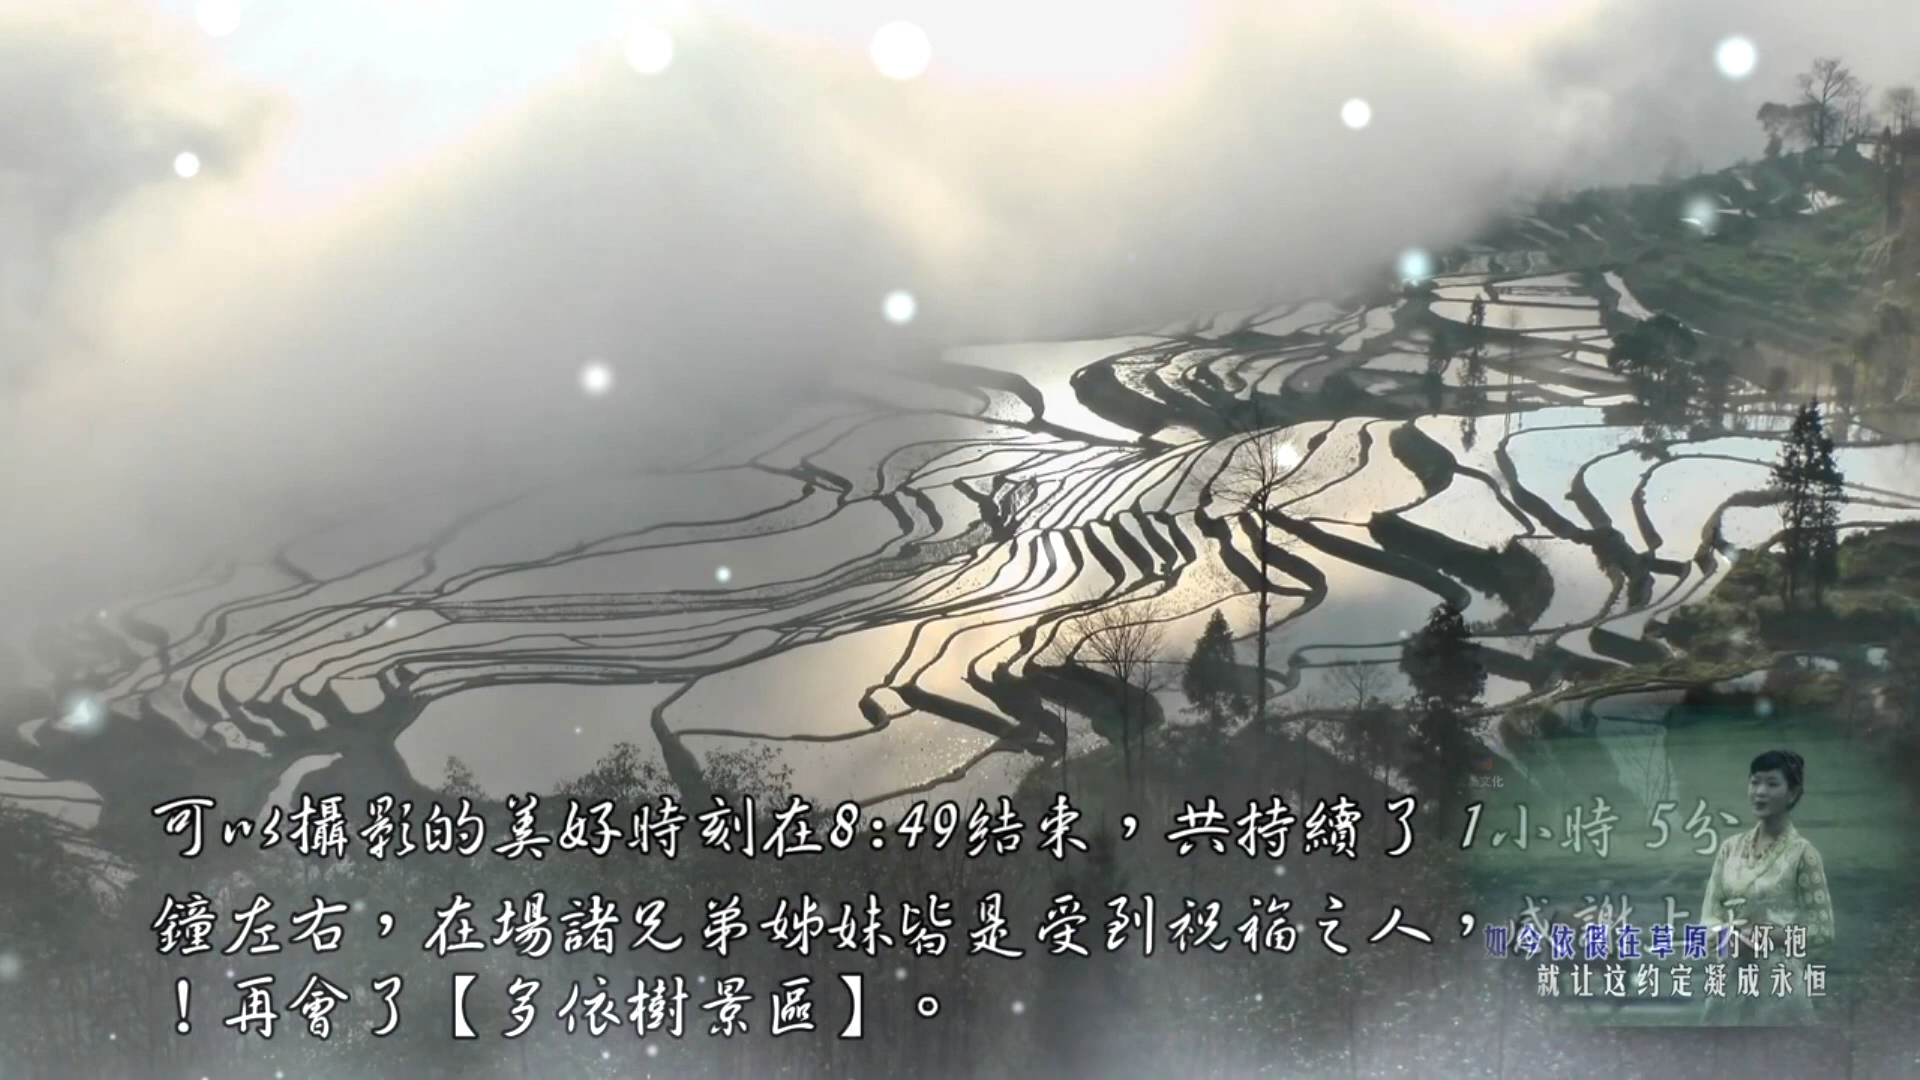 可以攝影的美好時刻在8:49结束，共持續了 1小時 5分
鐘左右，在場諸兄弟姊妹皆是受到祝福之人，感謝上天
！再會了【多依樹景區】。
文化
如今依偎在草原的怀抱
就让这约定凝成永恒